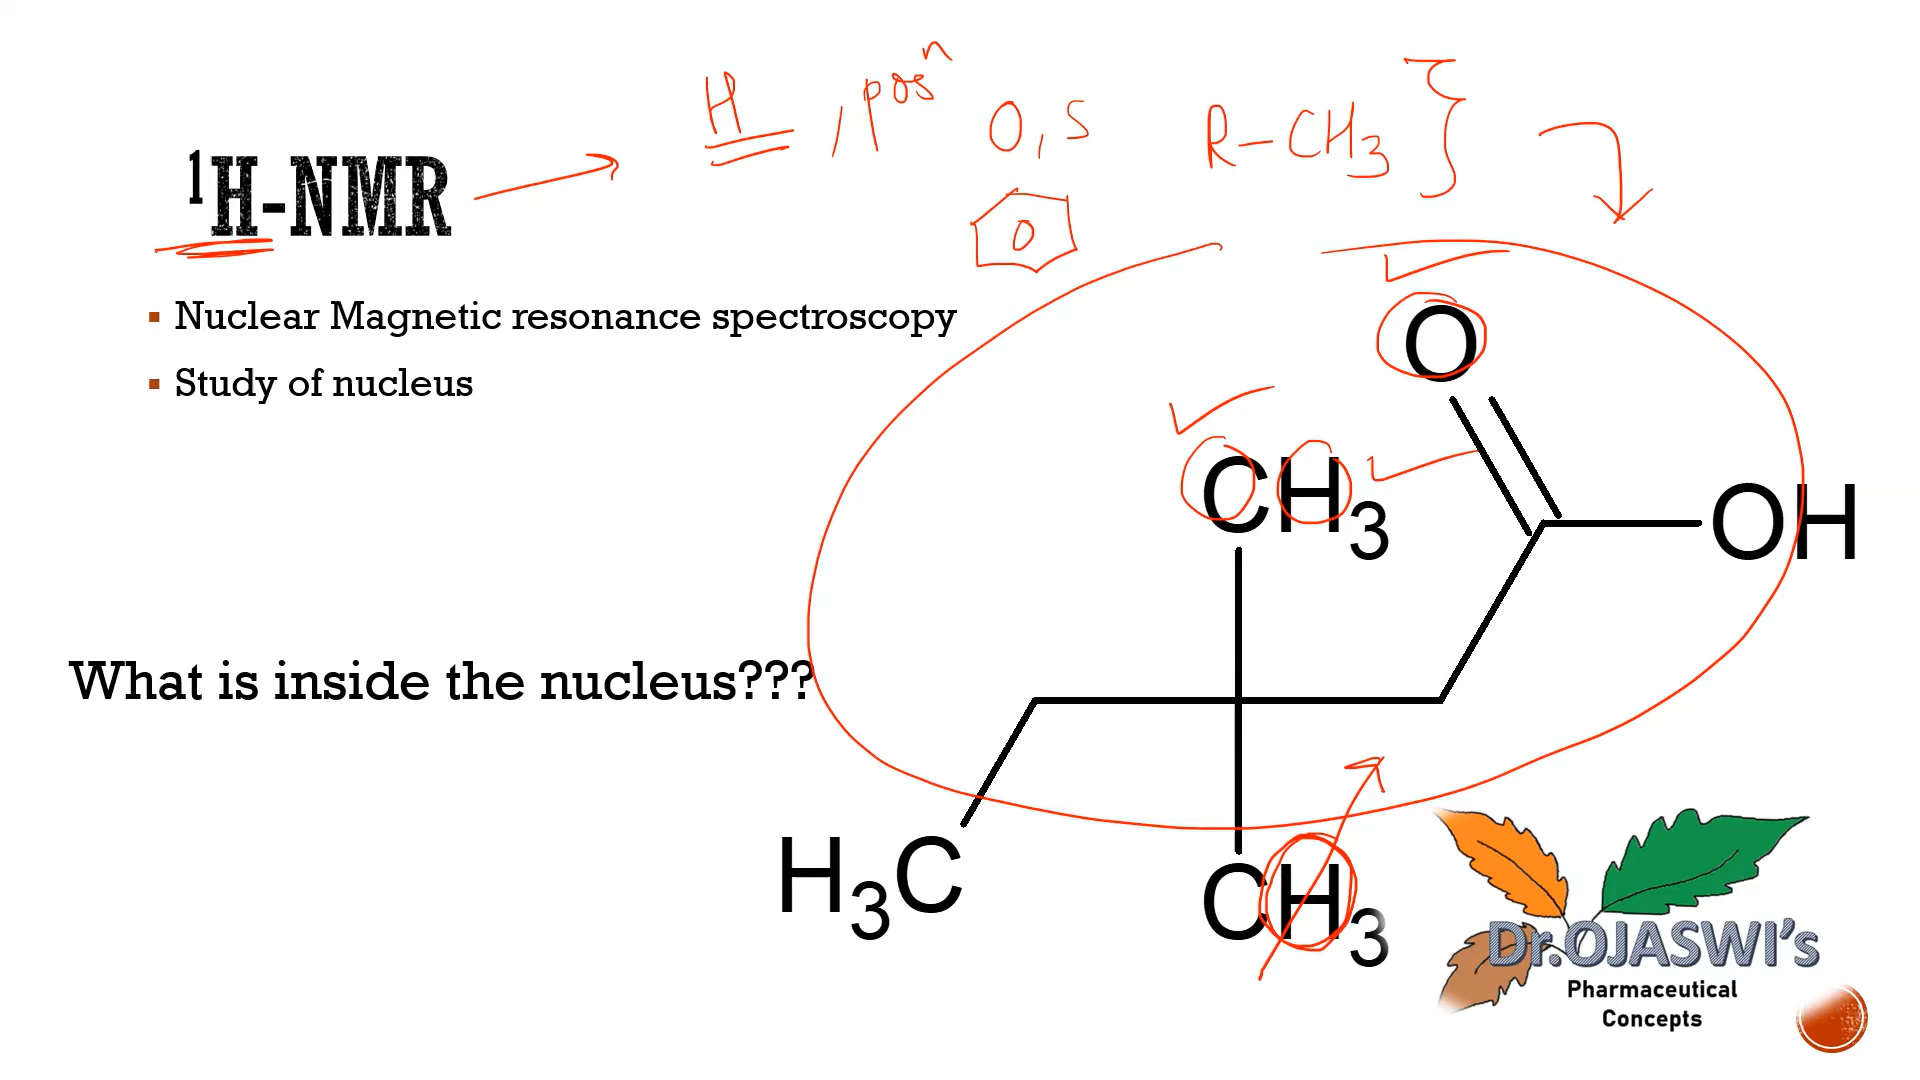 H , posⁿ O, S R-CH3 }
¹H-NMR
▪ Nuclear Magnetic resonance spectroscopy
▪ Study of nucleus
O
CH3
OH
What is inside the nucleus???
H3C
CH3
Dr.OJASWI's
Pharmaceutical
Concepts